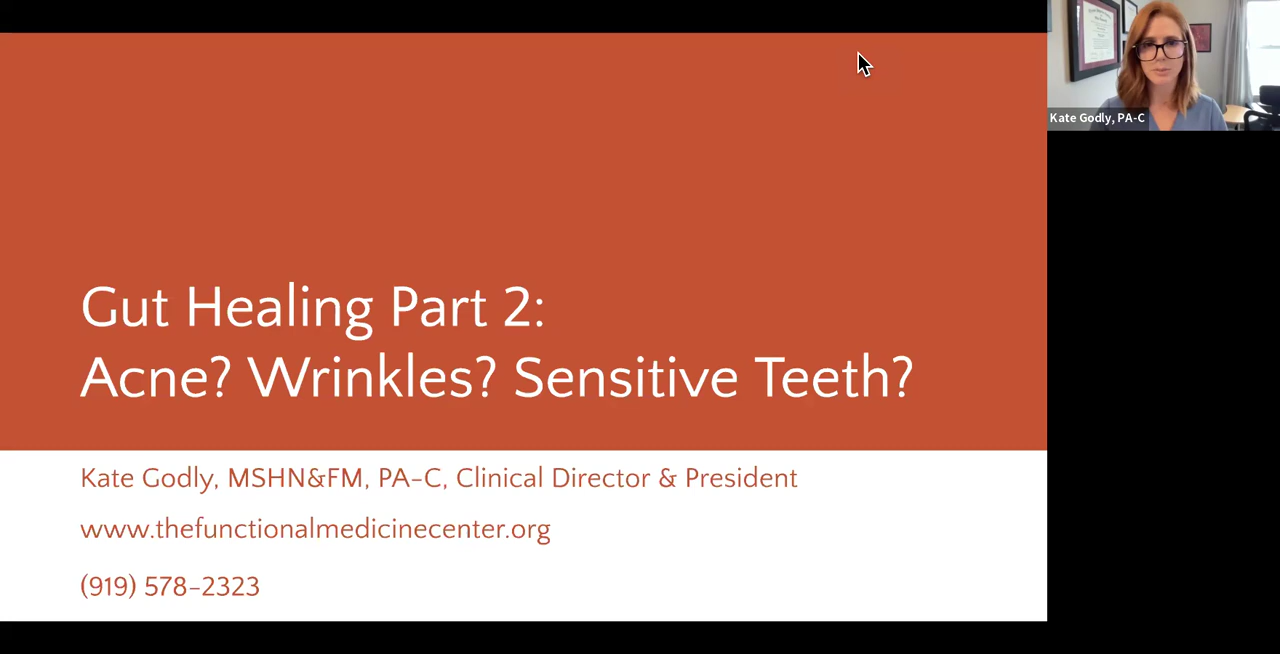 Kate Godly, PA-C
Gut Healing Part 2:
Acne? Wrinkles? Sensitive Teeth?
Kate Godly, MSHN&FM, PA-C, Clinical Director & President
www.thefunctionalmedicinecenter.org
(919) 578-2323